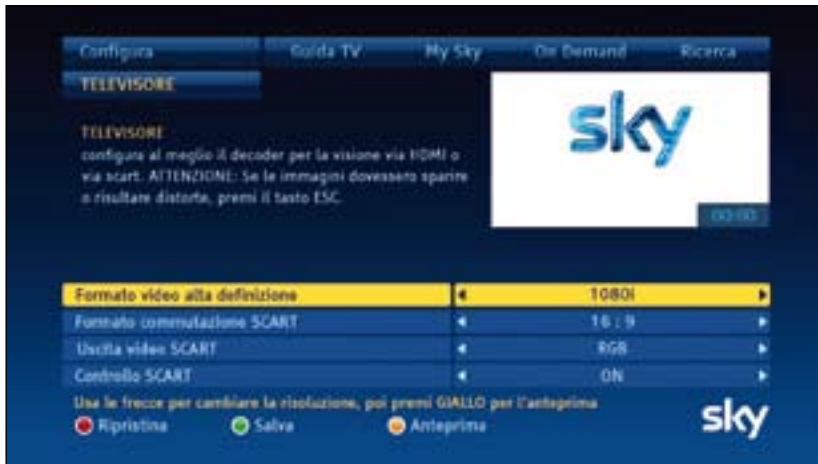 Configura Guida TV My Sky On Demand Ricerca
TELEVISORE
sky
TELEVISORE
configura al meglio il decoder per la visione via HDMI o
via scart. ATTENZIONE: Se le immagini dovessero sparire
o risultare distorte, premi il tasto ESC
00:00
Formato video alta definizione 1080i
Formato commutazione SCART 16 : 9
Uscita video SCART RGB
Controllo SCART ON
Usa le frecce per cambiare la risoluzione, poi premi GIALLO per l'anteprima
Ripristina Salva Anteprima
sky